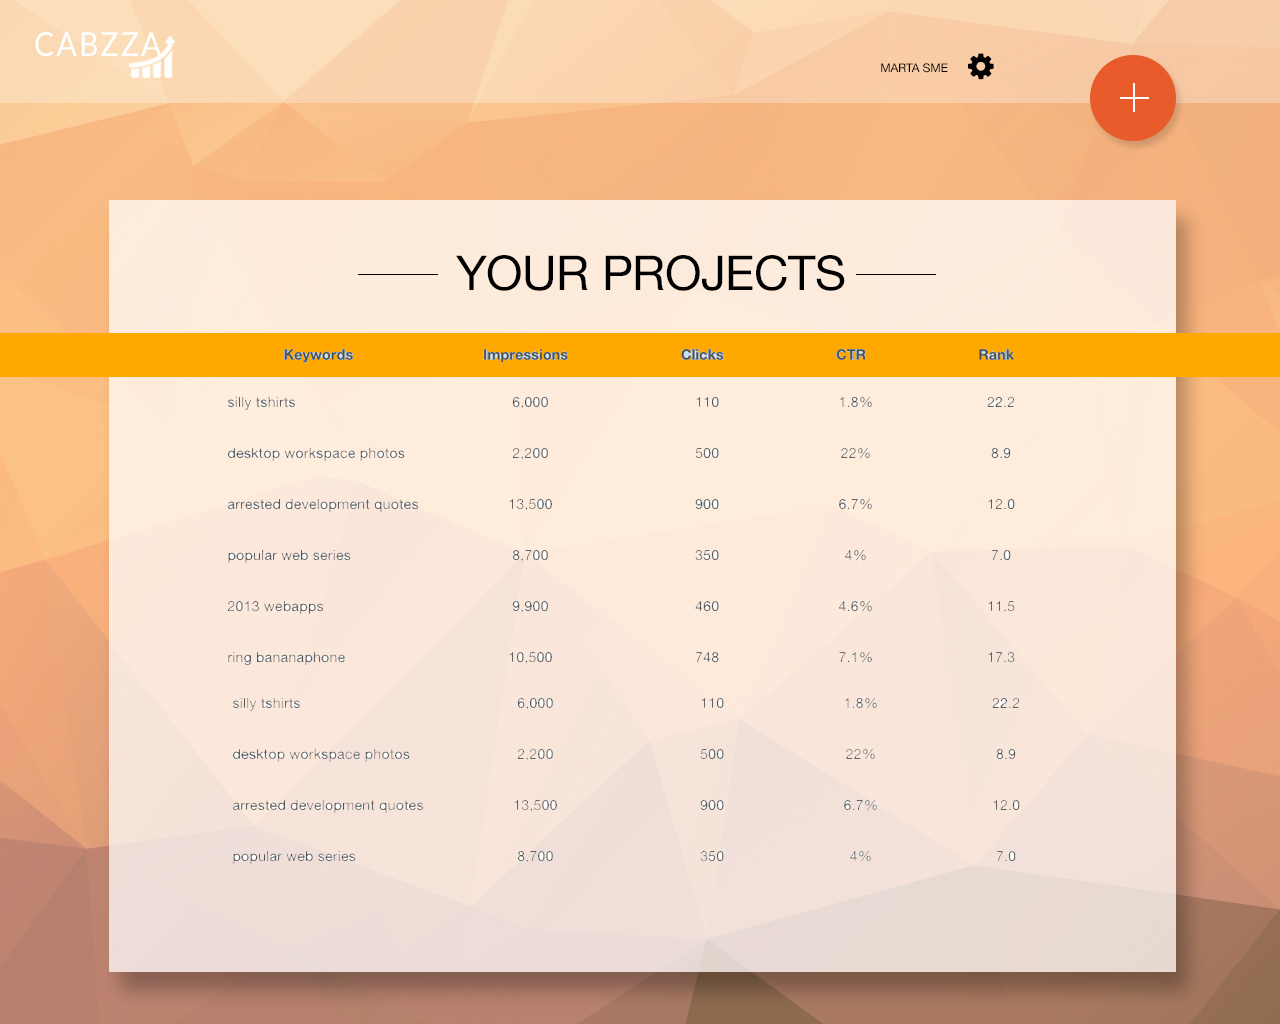 CABZZA
MARTA SME
YOUR PROJECTS
Keywords Impressions Clicks CTR Rank
silly tshirts 6,000 110 1.8% 22.2
desktop workspace photos 2,200 500 22% 8.9
arrested development quotes 13,500 900 6.7% 12.0
popular web series 8,700 350 4% 7.0
2013 webapps 9,900 460 4.6% 11.5
ring bananaphone 10,500 748 7.1% 17.3
silly tshirts 6,000 110 1.8% 22.2
desktop workspace photos 2,200 500 22% 8.9
arrested development quotes 13,500 900 6.7% 12.0
popular web series 8,700 350 4% 7.0